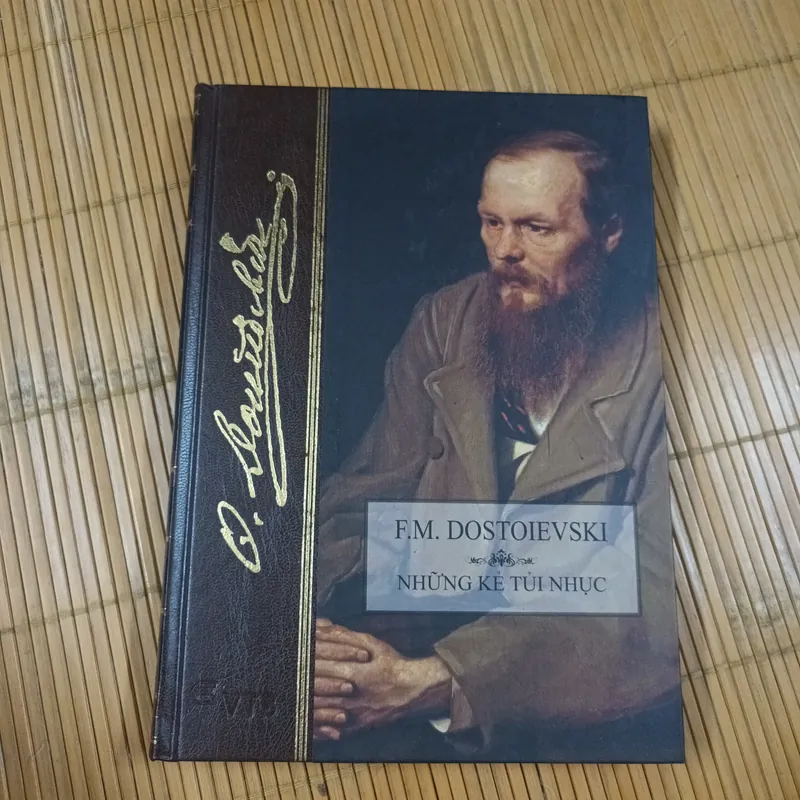 F.M. DOSTOIEVSKI
NHỮNG KẺ TỦI NHỤC